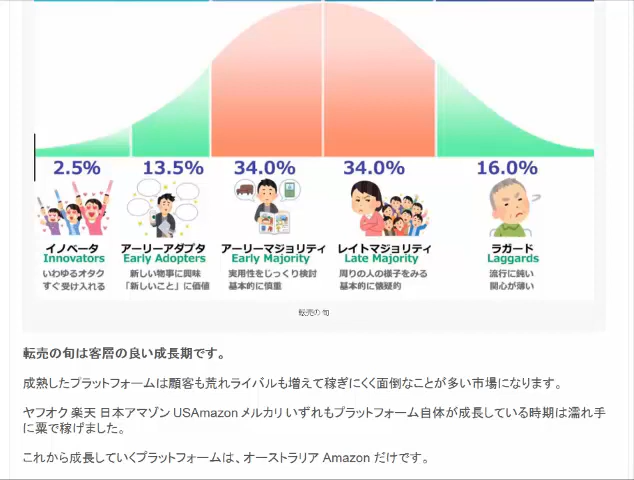 2.5% 13.5% 34.0% 34.0% 16.0%
イノベータ アーリーアダプタ アーリーマジョリティ レイトマジョリティ ラガード
Innovators Early Adopters Early Majority Late Majority Laggards
いわゆるオタク 新しい物事に興味 実用性をじっくり検討 周りの人の様子をみる 流行に鈍い
すぐ受け入れる 「新しいこと」に価値 基本的に慎重 基本的に懐疑的 関心が薄い
転売の旬
転売の旬は客層の良い成長期です。
成熟したプラットフォームは顧客も荒れライバルも増えて稼ぎにくく面倒なことが多い市場になります。
ヤフオク 楽天 日本アマゾン USAmazon メルカリ いずれもプラットフォーム自体が成長している時期は濡れ手
に粟で稼げました。
これから成長していくプラットフォームは、オーストラリア Amazon だけです。